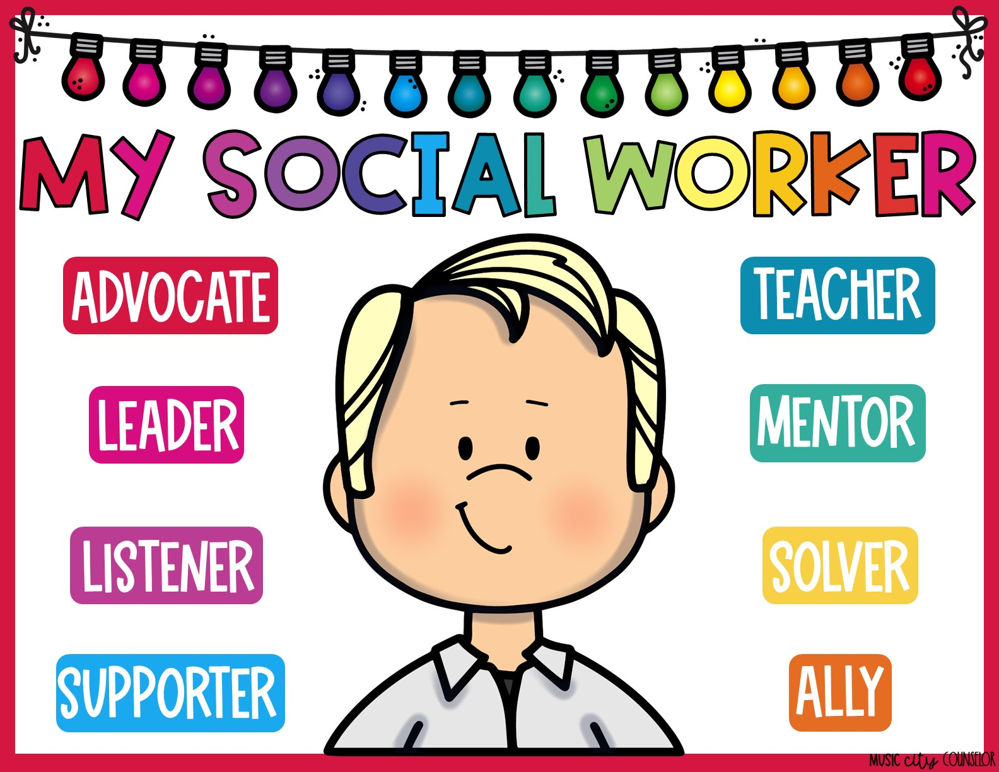 MY SOCIAL WORKER
ADVOCATE
LEADER
LISTENER
SUPPORTER
TEACHER
MENTOR
SOLVER
ALLY
MUSIC city COUNSELOR